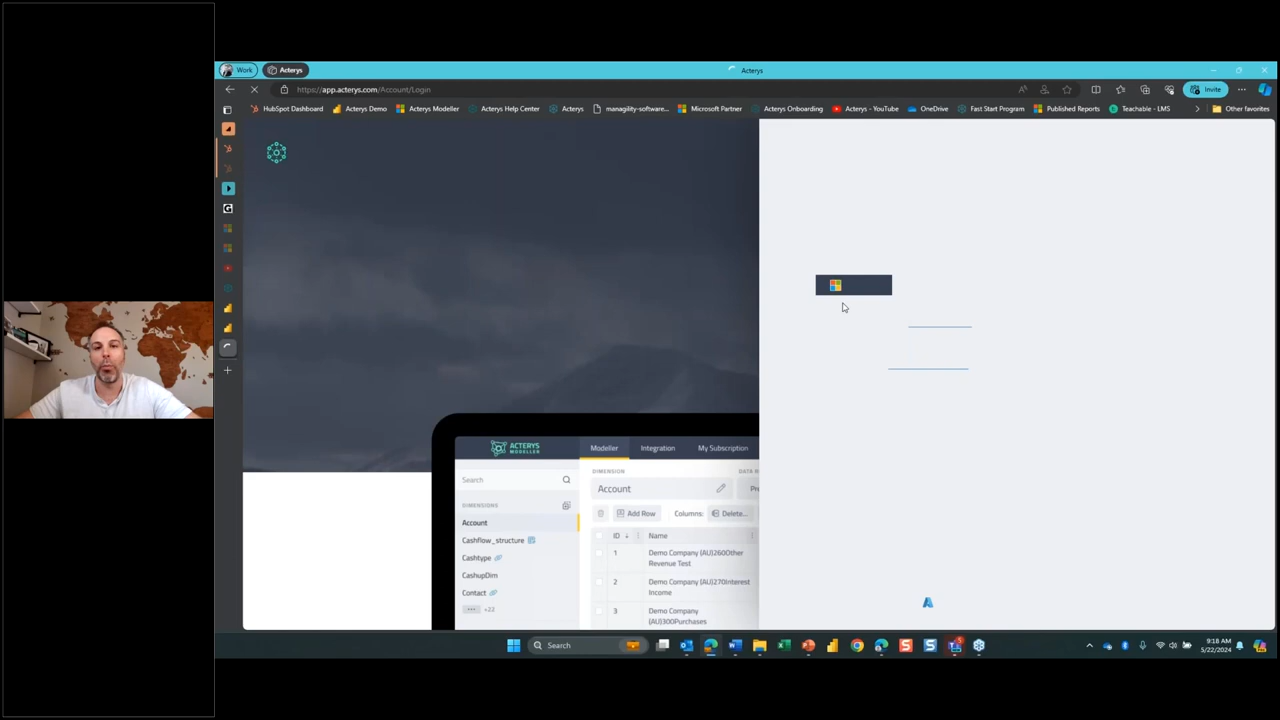 Work
Acterys
Acterys
https://app.acterys.com/Account/Login
Invite
HubSpot Dashboard
Acterys Demo
Acterys Modeller
Acterys Help Center
Acterys
managility-software...
Microsoft Partner
Acterys Onboarding
Acterys - YouTube
OneDrive
Fast Start Program
Published Reports
Teachable - LMS
Other favorites
ACTERYS
MODELLER
Modeller
Integration
My Subscription
Search
DIMENSION
Account
DIMENSIONS
Add Row
Columns:
Delete...
Account
ID
Name
Cashflow_structure
1
Demo Company (AU)260Other
Revenue Test
Cashtype
CashupDim
2
Demo Company (AU)270Interest
Income
Contact
+22
3
Demo Company
(AU)300Purchases
Search
9:18 AM
5/22/2024